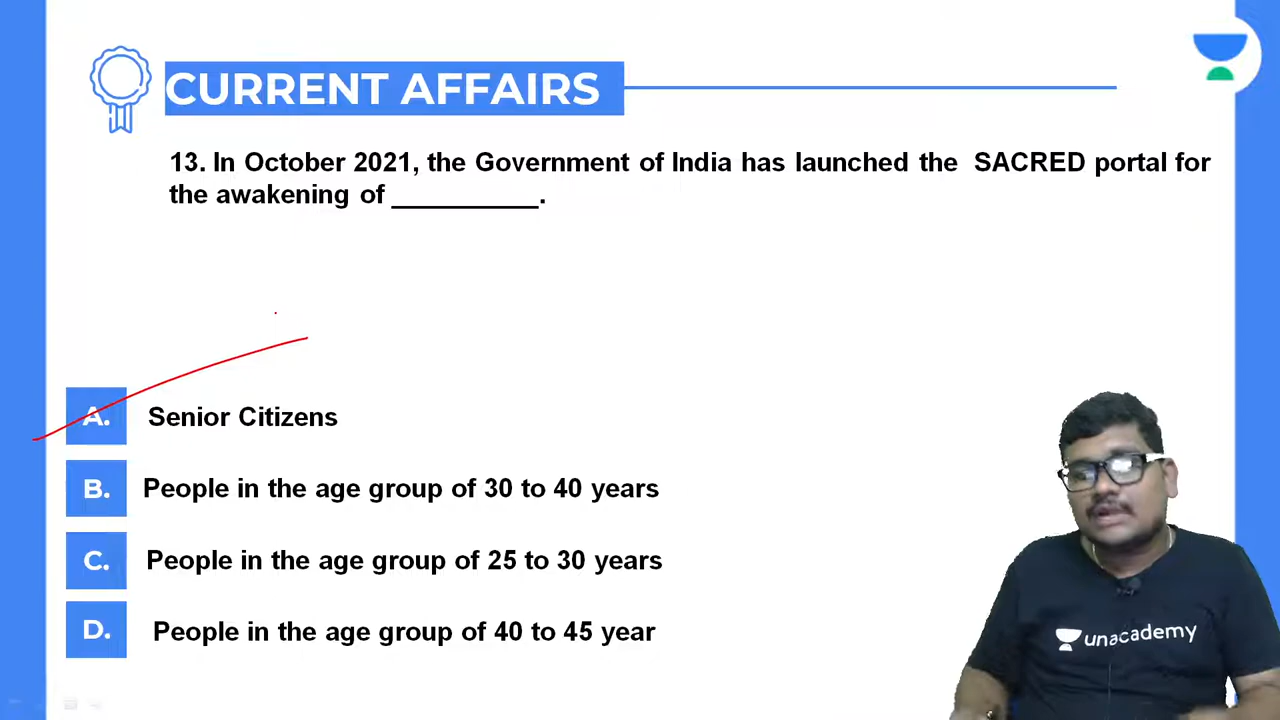 CURRENT AFFAIRS
13. In October 2021, the Government of India has launched the SACRED portal for
the awakening of __________.
A. Senior Citizens
B. People in the age group of 30 to 40 years
C. People in the age group of 25 to 30 years
D. People in the age group of 40 to 45 year
unacademy